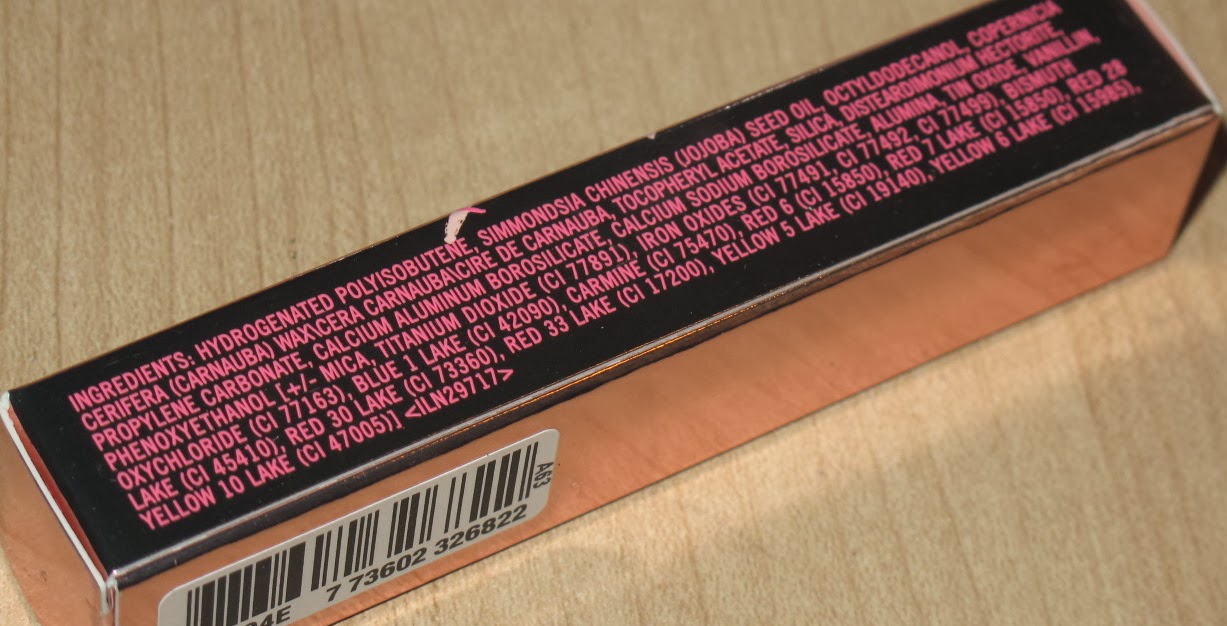 INGREDIENTS: HYDROGENATED POLYISOBUTENE, SIMMONDSIA CHINENSIS (JOJOBA) SEED OIL, OCTYLDODECANOL, COPERNICIA
CERIFERA (CARNAUBA) WAX\CERA CARNAUBA\CIRE DE CARNAUBA, TOCOPHERYL ACETATE, SILICA, DISTEARDIMONIUM HECTORITE,
PROPYLENE CARBONATE, CALCIUM ALUMINUM BOROSILICATE, CALCIUM SODIUM BOROSILICATE, ALUMINA, TIN OXIDE, VANILLIN,
PHENOXYETHANOL [+/- MICA, TITANIUM DIOXIDE (CI 77891), IRON OXIDES (CI 77491, CI 77492, CI 77499), BISMUTH
OXYCHLORIDE (CI 77163), BLUE 1 LAKE (CI 42090), CARMINE (CI 75470), RED 6 (CI 15850), RED 7 LAKE (CI 15850), RED 28
LAKE (CI 45410), RED 30 LAKE (CI 73360), RED 33 LAKE (CI 17200), YELLOW 5 LAKE (CI 19140), YELLOW 6 LAKE (CI 15985),
YELLOW 10 LAKE (CI 47005)] <ILN29717>
A63
7 73602 326822